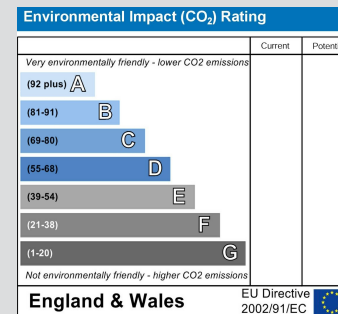 Environmental Impact (CO₂) Rating
Current
Very environmentally friendly - lower CO2 emissions
(92 plus) A
(81-91) B
(69-80) C
(55-68) D
(39-54) E
(21-38) F
(1-20) G
Not environmentally friendly - higher CO2 emissions
England & Wales
EU Directive
2002/91/EC